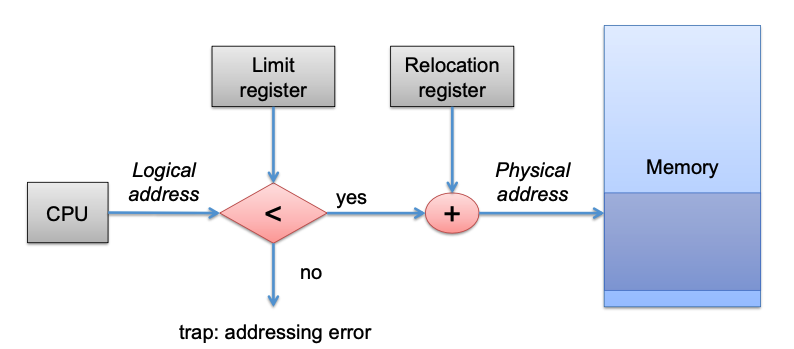 Limit
register
Relocation
register
Logical
address
Physical
address
Memory
CPU
<
yes
+
no
trap: addressing error